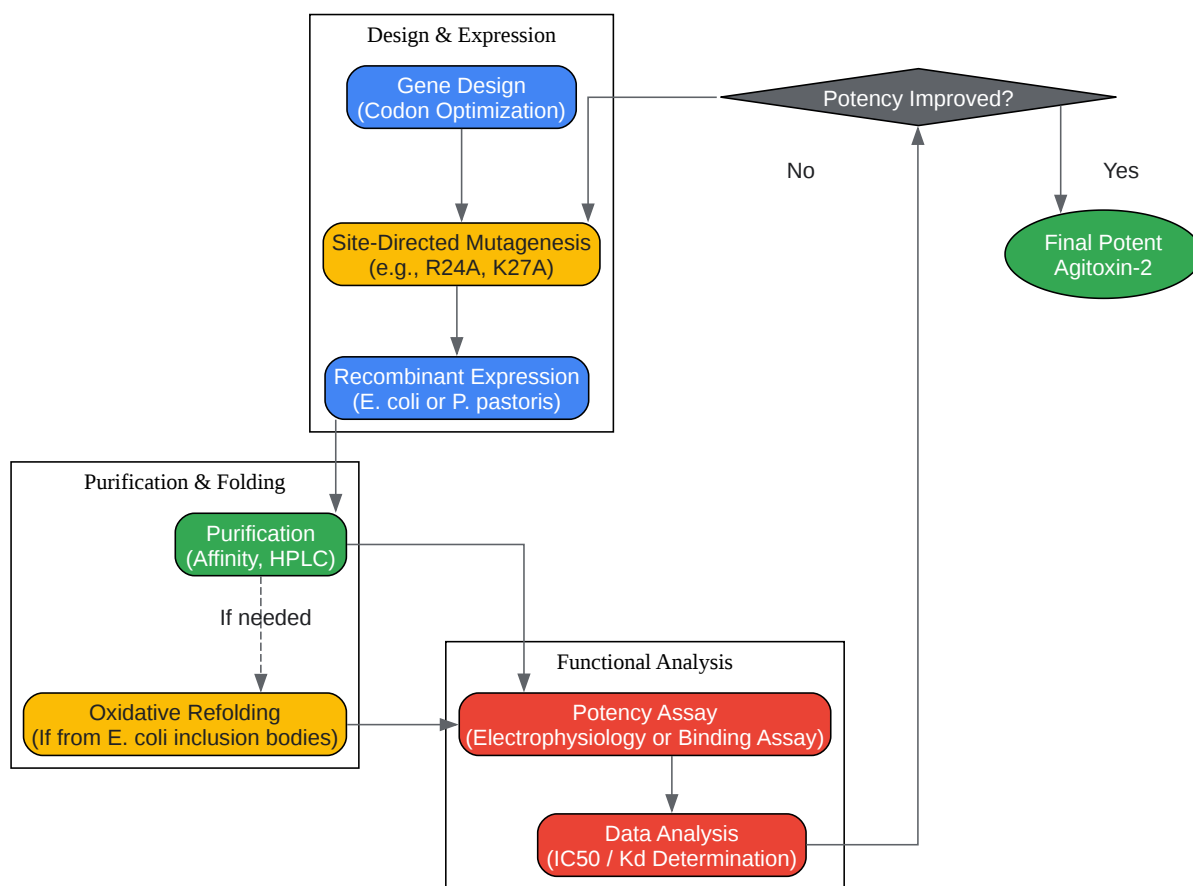 Design & Expression
Gene Design
(Codon Optimization)
Potency Improved?
No
Yes
Site-Directed Mutagenesis
(e.g., R24A, K27A)
Final Potent
Agitoxin-2
Recombinant Expression
(E. coli or P. pastoris)
Purification & Folding
Purification
(Affinity, HPLC)
If needed
Oxidative Refolding
(If from E. coli inclusion bodies)
Functional Analysis
Potency Assay
(Electrophysiology or Binding Assay)
Data Analysis
(IC50 / Kd Determination)